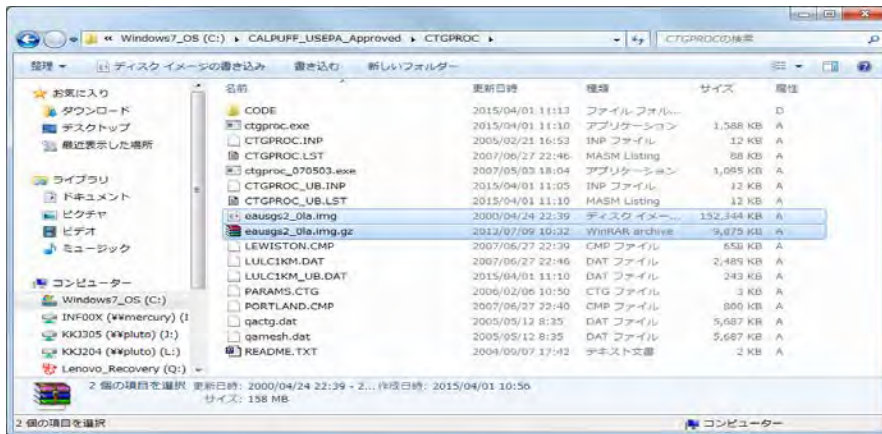 « Windows7_OS (C:) ▸ CALPUFF_USEPA_Approved ▸ CTGPROC ▸ CTGPROCの検索
整理 ディスク イメージの書き込み 書き込む 新しいフォルダー
お気に入り
ダウンロード
デスクトップ
最近表示した場所
ライブラリ
ドキュメント
ピクチャ
ビデオ
ミュージック
コンピューター
Windows7_OS (C:)
INF00X (¥¥mercury) (I
KKJ305 (¥¥pluto) (J:)
KKJ204 (¥¥pluto) (L:)
Lenovo_Recovery (Q:)
名前 更新日時 種類 サイズ 属性
CODE 2015/04/01 11:13 ファイル フォル... D
ctgproc.exe 2015/04/01 11:10 アプリケーション 1,588 KB A
CTGPROC.INP 2005/02/21 16:53 INP ファイル 12 KB A
CTGPROC.LST 2007/06/27 22:46 MASM Listing 88 KB A
ctgproc_070503.exe 2007/05/03 18:04 アプリケーション 1,095 KB A
CTGPROC_UB.INP 2015/04/01 11:05 INP ファイル 12 KB A
CTGPROC_UB.LST 2015/04/01 11:10 MASM Listing 12 KB A
eausgs2_0la.img 2000/04/24 22:39 ディスク イメー... 152,344 KB A
eausgs2_0la.img.gz 2013/07/09 10:32 WinRAR archive 9,875 KB A
LEWISTON.CMP 2007/06/27 22:39 CMP ファイル 658 KB A
LULC1KM.DAT 2007/06/27 22:46 DAT ファイル 2,489 KB A
LULC1KM_UB.DAT 2015/04/01 11:10 DAT ファイル 243 KB A
PARAMS.CTG 2006/02/06 10:50 CTG ファイル 3 KB A
PORTLAND.CMP 2007/06/27 22:40 CMP ファイル 800 KB A
qactg.dat 2005/05/12 8:35 DAT ファイル 5,687 KB A
qamesh.dat 2005/05/12 8:35 DAT ファイル 5,687 KB A
README.TXT 2004/09/07 17:42 テキスト文書 2 KB A
2 個の項目を選択 更新日時: 2000/04/24 22:39 - 2... 作成日時: 2015/04/01 10:56
サイズ: 158 MB
2 個の項目を選択 コンピューター